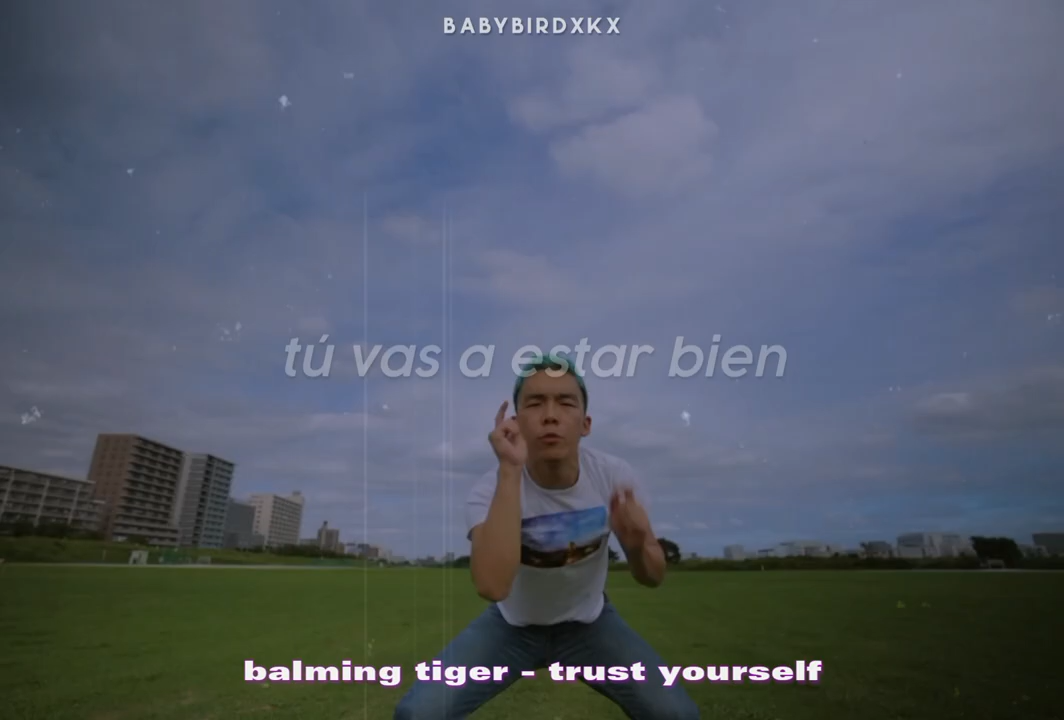 BABYBIRDXKX
tú vas a estar bien
balming tiger - trust yourself